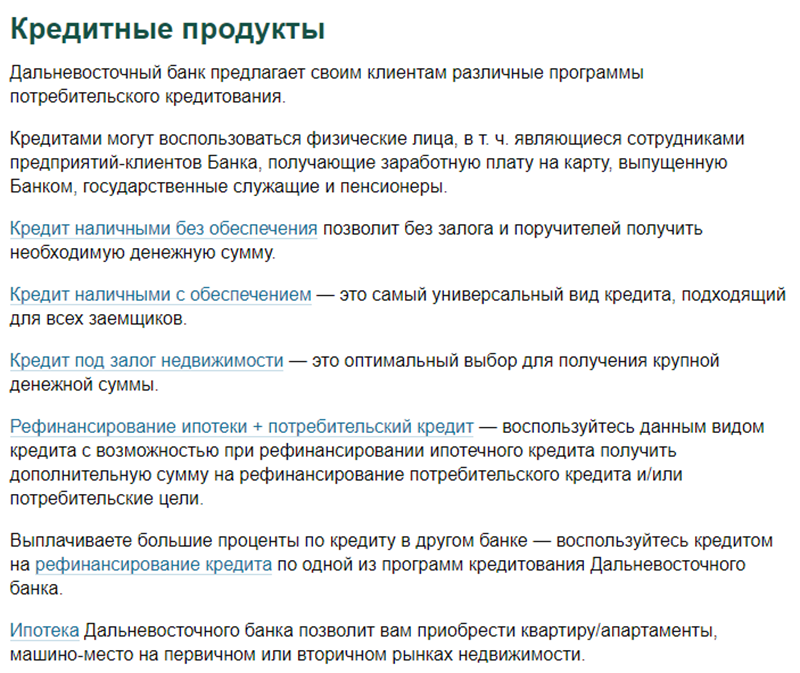 Кредитные продукты
Дальневосточный банк предлагает своим клиентам различные программы
потребительского кредитования.
Кредитами могут воспользоваться физические лица, в т. ч. являющиеся сотрудниками
предприятий-клиентов Банка, получающие заработную плату на карту, выпущенную
Банком, государственные служащие и пенсионеры.
Кредит наличными без обеспечения позволит без залога и поручителей получить
необходимую денежную сумму.
Кредит наличными с обеспечением — это самый универсальный вид кредита, подходящий
для всех заемщиков.
Кредит под залог недвижимости — это оптимальный выбор для получения крупной
денежной суммы.
Рефинансирование ипотеки + потребительский кредит — воспользуйтесь данным видом
кредита с возможностью при рефинансировании ипотечного кредита получить
дополнительную сумму на рефинансирование потребительского кредита и/или
потребительские цели.
Выплачиваете большие проценты по кредиту в другом банке — воспользуйтесь кредитом
на рефинансирование кредита по одной из программ кредитования Дальневосточного
банка.
Ипотека Дальневосточного банка позволит вам приобрести квартиру/апартаменты,
машино-место на первичном или вторичном рынках недвижимости.